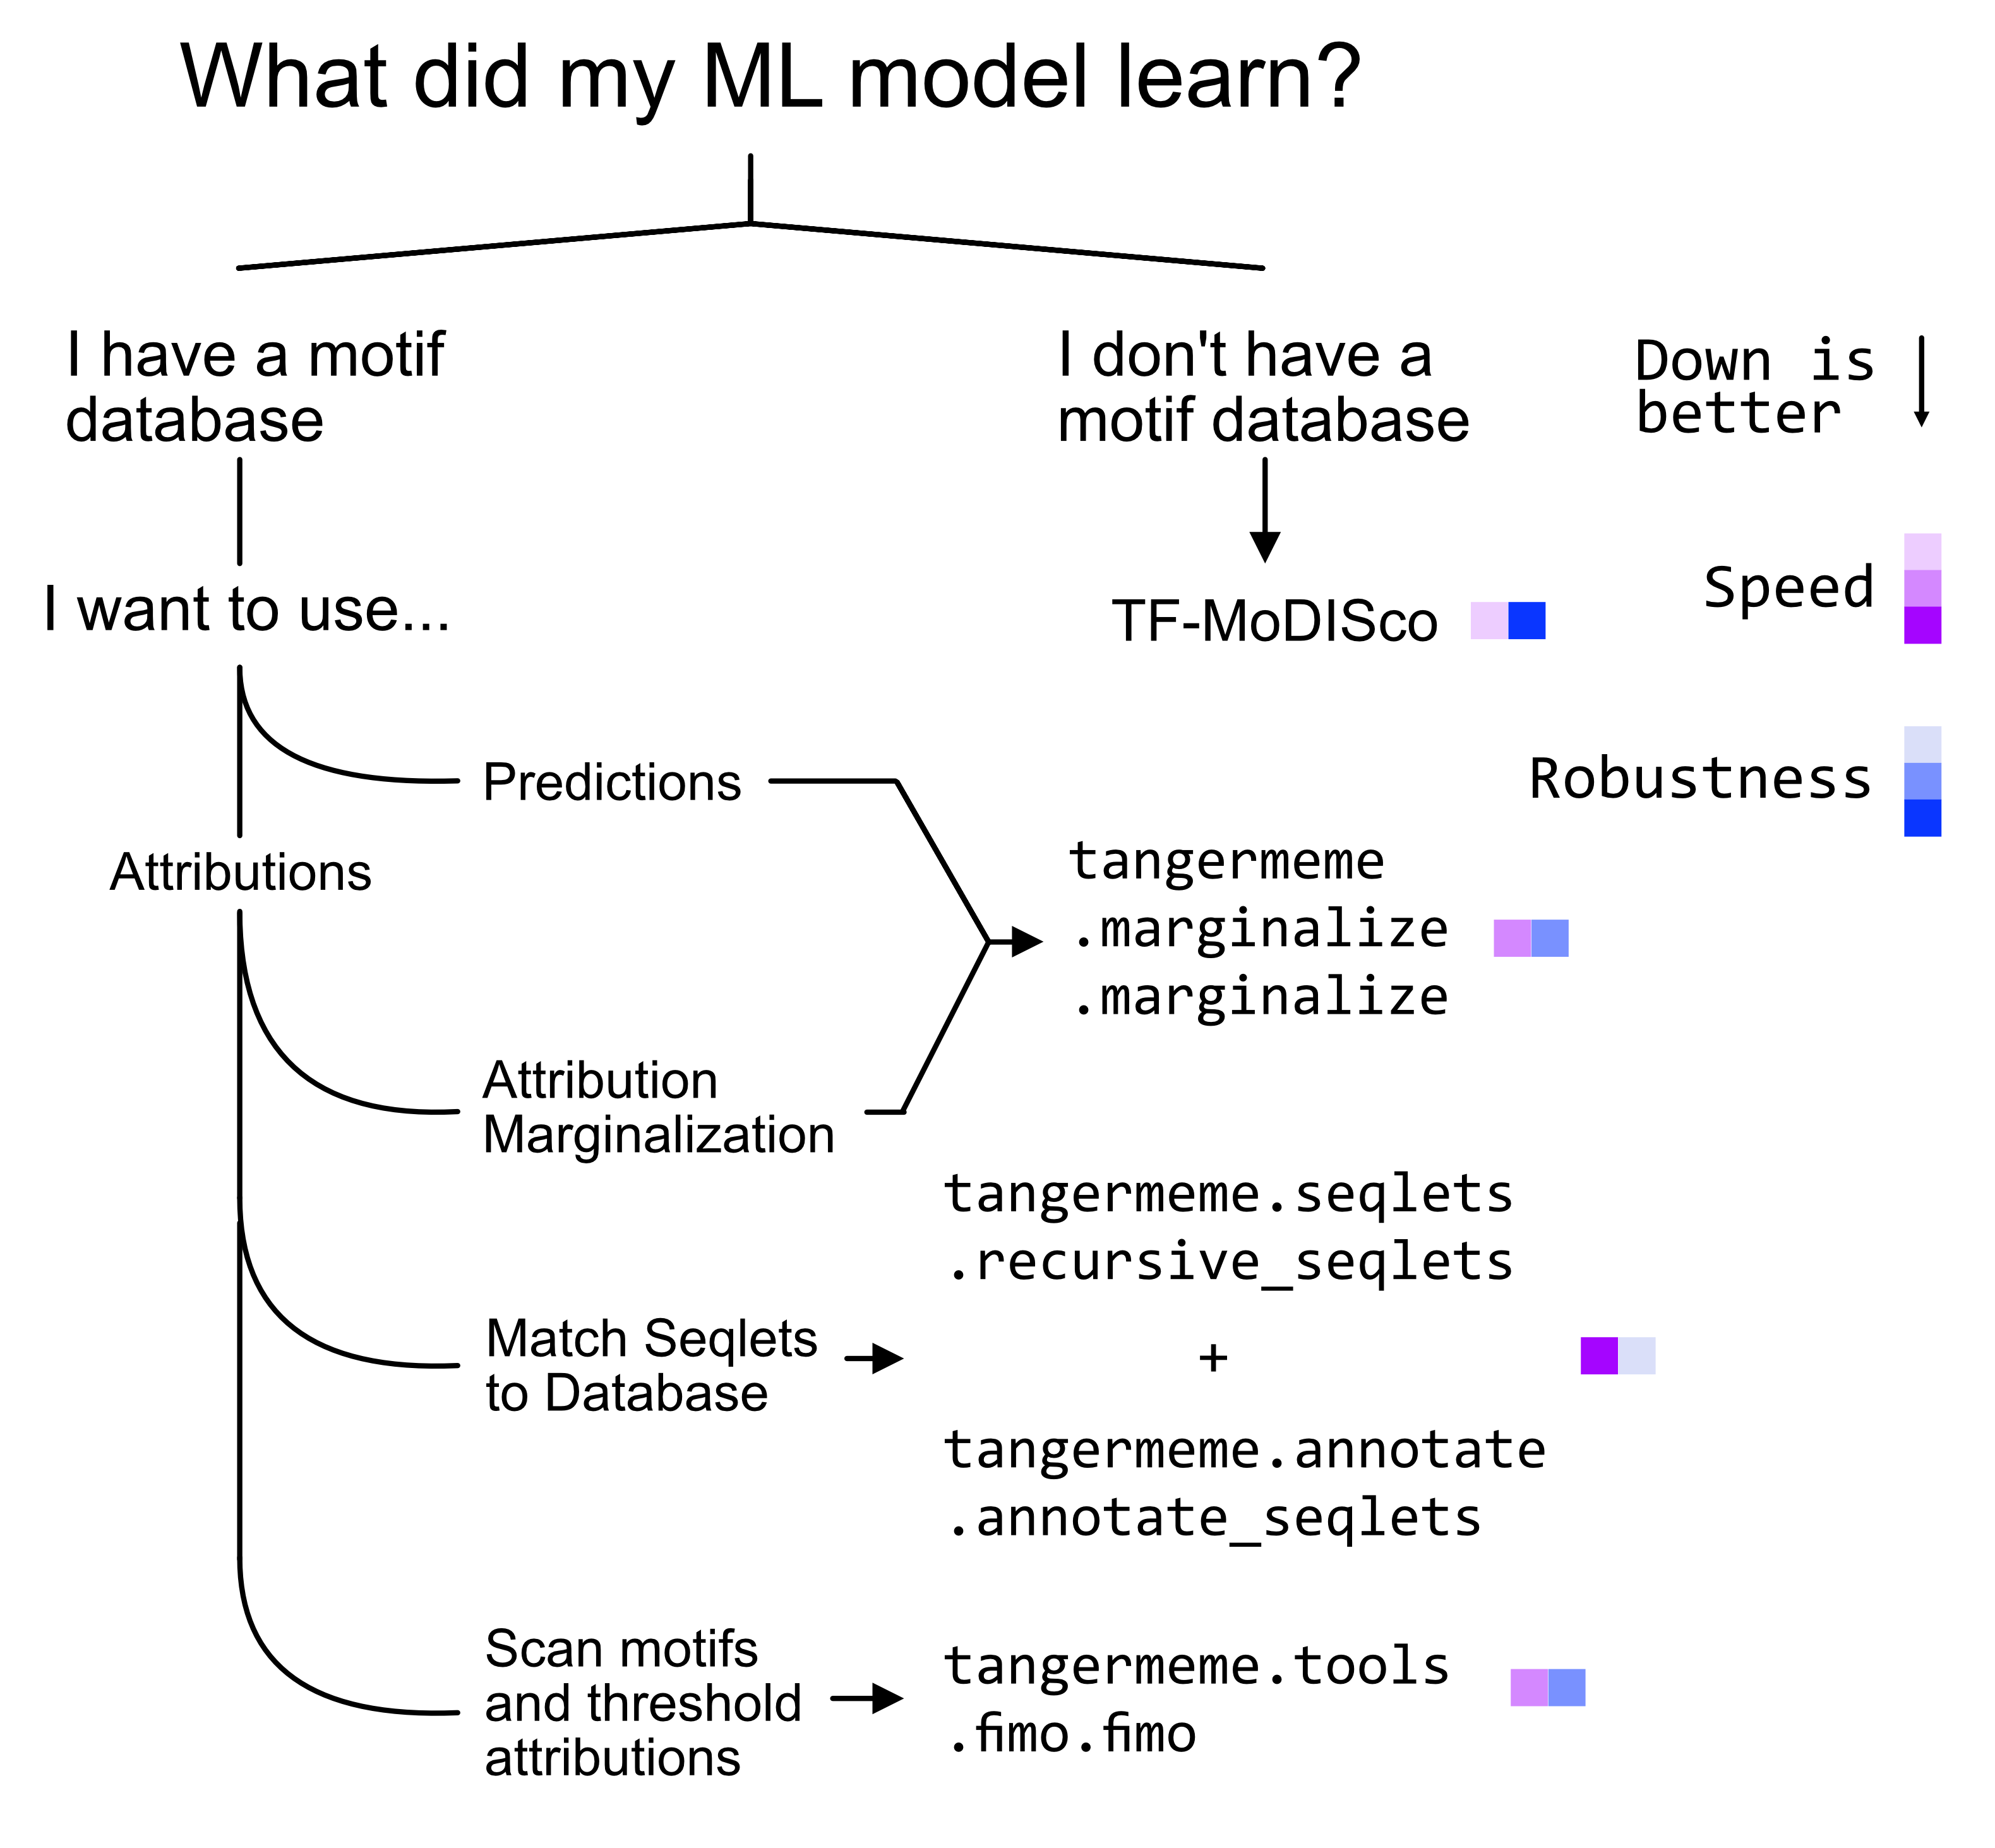 What did my ML model learn?
I have a motif
database
I don't have a
motif database
Down is
better
I want to use...
TF-MoDISco
Speed
Robustness
Predictions
Attributions
tangermeme
.marginalize
.marginalize
Attribution
Marginalization
tangermeme.seqlets
.recursive_seqlets
Match Seqlets
to Database
+
tangermeme.annotate
.annotate_seqlets
Scan motifs
and threshold
attributions
tangermeme.tools
.fimo.fimo